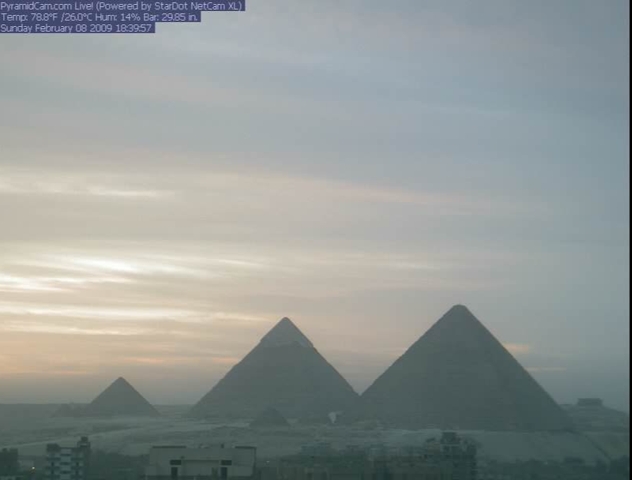 PyramidCam.com Live! (Powered by StarDot NetCam XL)
Temp: 78.8°F /26.0°C Hum: 14% Bar: 29.85 in.
Sunday February 08 2009 18:39:57